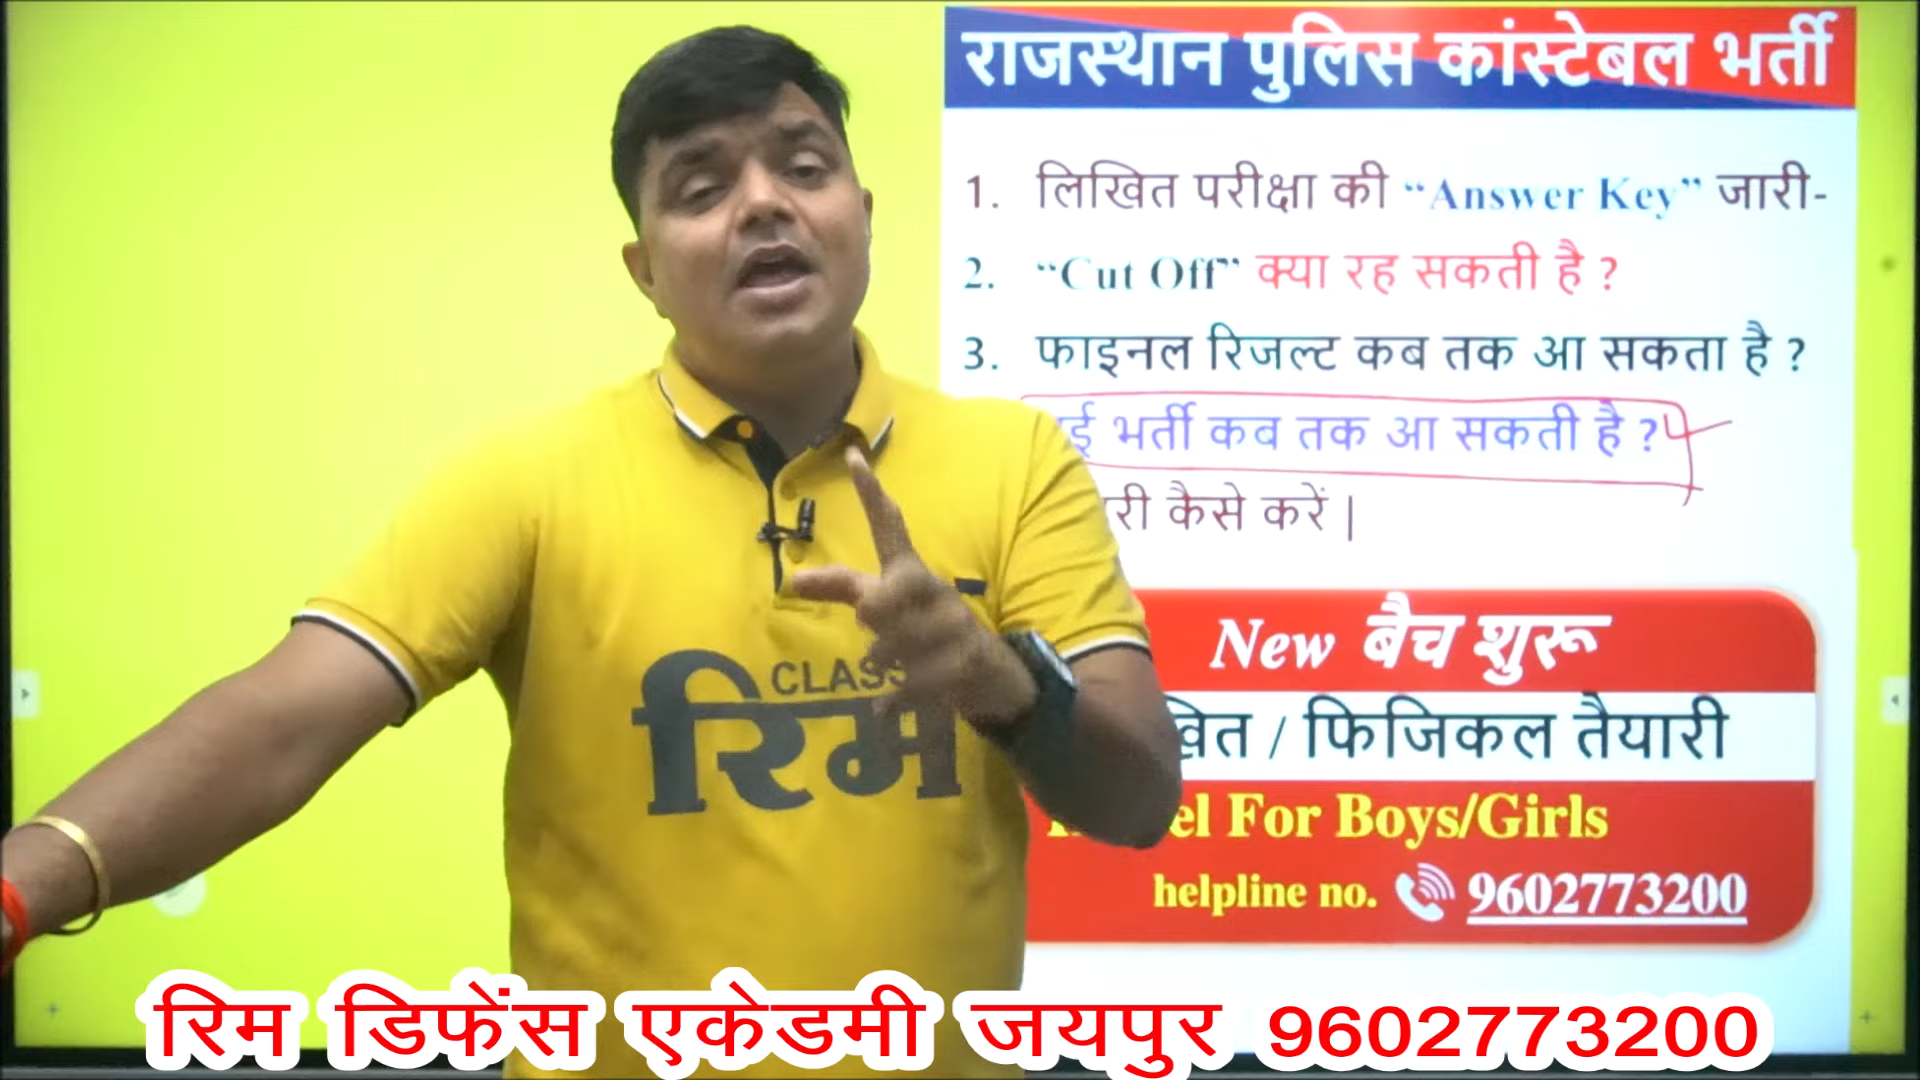 राजस्थान पुलिस कांस्टेबल भर्ती
1. लिखित परीक्षा की “Answer Key” जारी-
2. “Cut Off” क्या रह सकती है ?
3. फाइनल रिजल्ट कब तक आ सकता है ?
भर्ती कब तक आ सकती है ?
कैसे करें |
New बैच शुरू
/ फिजिकल तैयारी
For Boys/Girls
helpline no. 9602773200
CLASS
रिम
रिम डिफेंस एकेडमी जयपुर 9602773200